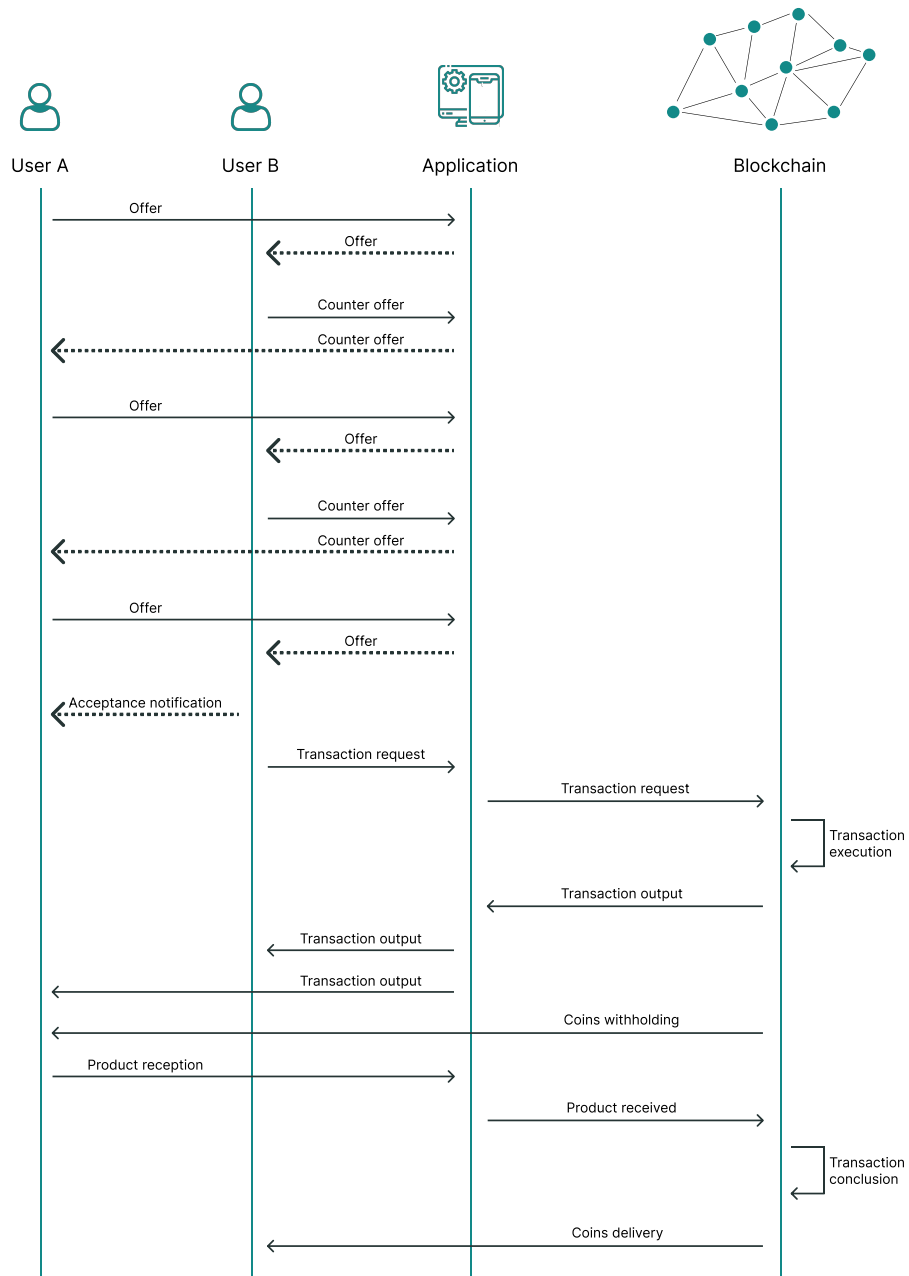 User A
User B
Application
Blockchain
Offer
Offer
Counter offer
Counter offer
Offer
Offer
Counter offer
Counter offer
Offer
Offer
Acceptance notification
Transaction request
Transaction request
Transaction
execution
Transaction output
Transaction output
Transaction output
Coins withholding
Product reception
Product received
Transaction
conclusion
Coins delivery